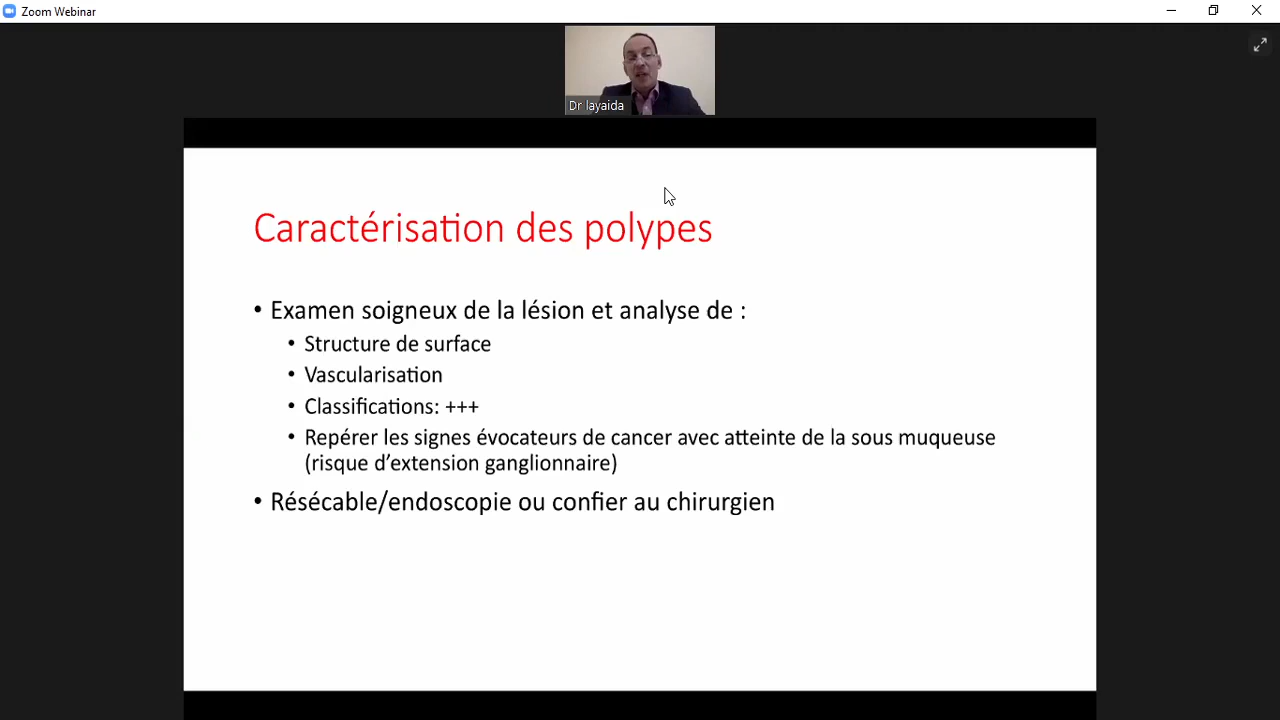 Zoom Webinar
Dr layaida
Caractérisation des polypes
• Examen soigneux de la lésion et analyse de :
• Structure de surface
• Vascularisation
• Classifications: +++
• Repérer les signes évocateurs de cancer avec atteinte de la sous muqueuse
(risque d’extension ganglionnaire)
• Résécable/endoscopie ou confier au chirurgien